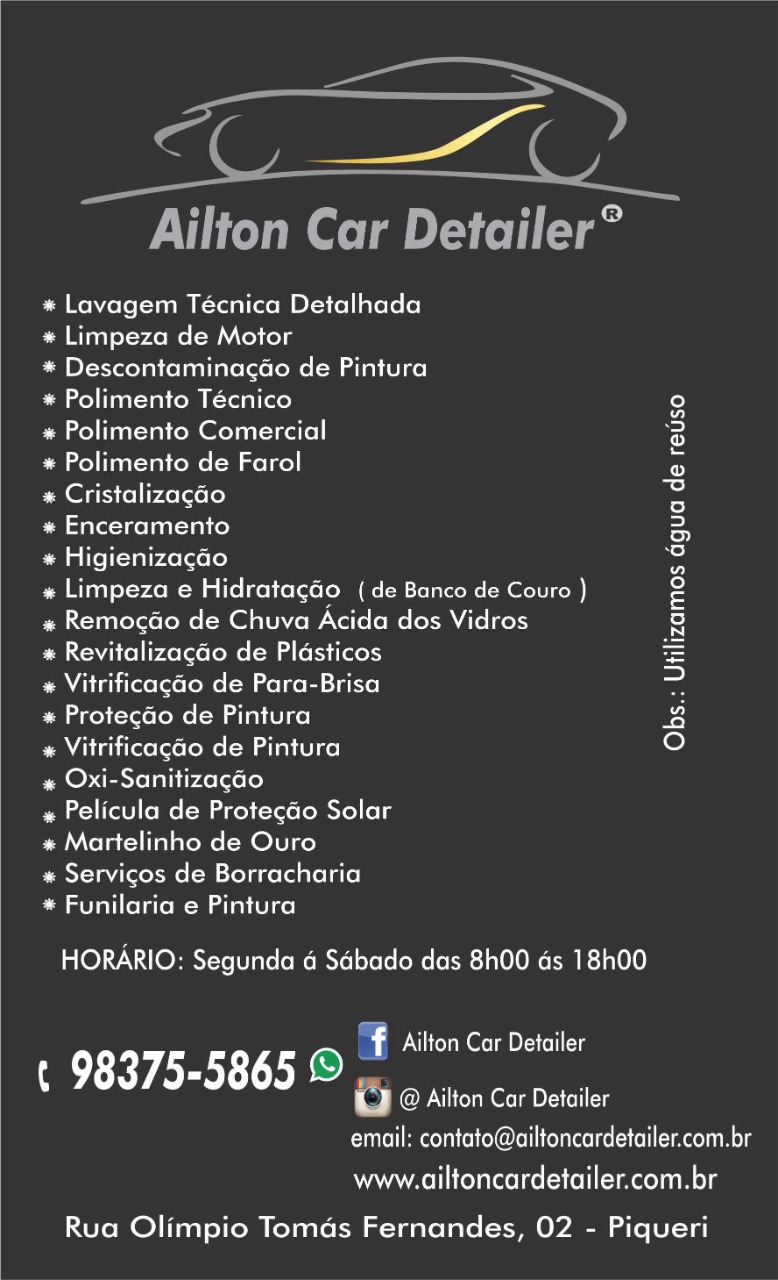 Ailton Car Detailer®
Lavagem Técnica Detalhada
Limpeza de Motor
Descontaminação de Pintura
Polimento Técnico
Polimento Comercial
Polimento de Farol
Cristalização
Enceramento
Higienização
Limpeza e Hidratação ( de Banco de Couro )
Remoção de Chuva Ácida dos Vidros
Revitalização de Plásticos
Vitrificação de Para-Brisa
Proteção de Pintura
Vitrificação de Pintura
Oxi-Sanitização
Película de Proteção Solar
Martelinho de Ouro
Serviços de Borracharia
Funilaria e Pintura
Obs.: Utilizamos água de reúso
HORÁRIO: Segunda á Sábado das 8h00 ás 18h00
98375-5865
f Ailton Car Detailer
@ Ailton Car Detailer
email: contato@ailtoncardetailer.com.br
www.ailtoncardetailer.com.br
Rua Olímpio Tomás Fernandes, 02 - Piqueri